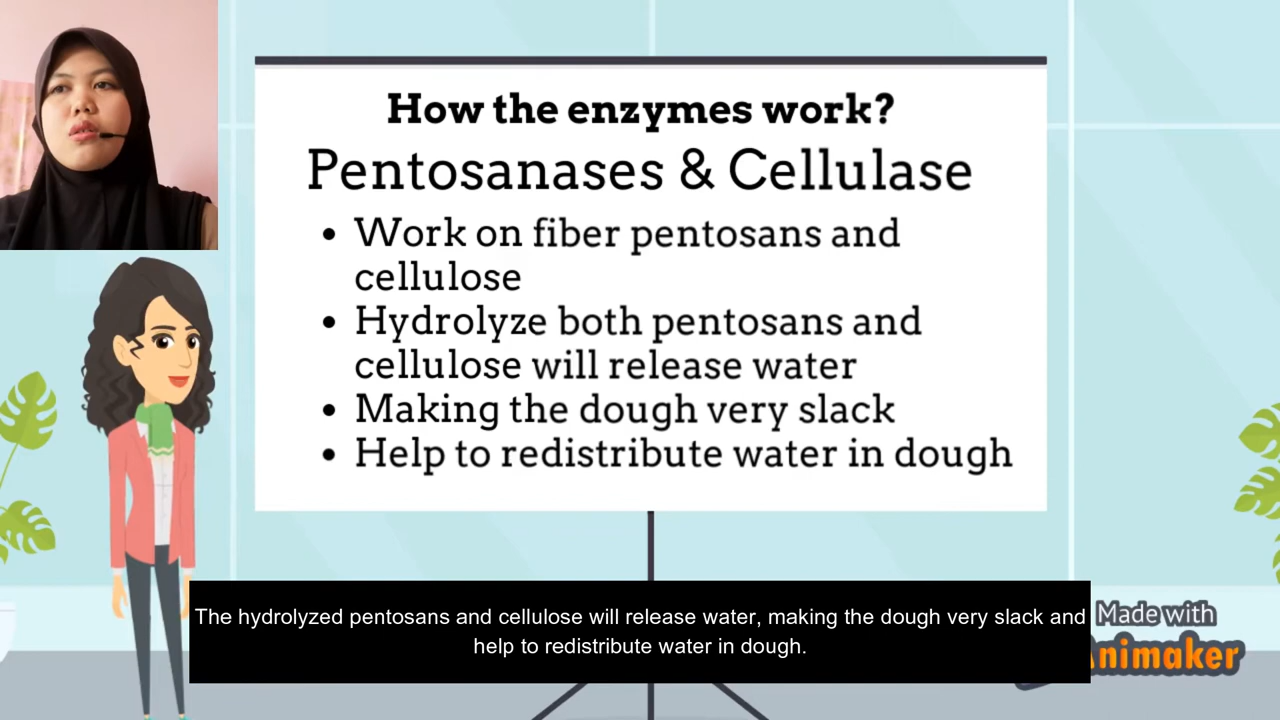 How the enzymes work?
Pentosanases & Cellulase
• Work on fiber pentosans and
cellulose
• Hydrolyze both pentosans and
cellulose will release water
• Making the dough very slack
• Help to redistribute water in dough
The hydrolyzed pentosans and cellulose will release water, making the dough very slack and
help to redistribute water in dough.
Made with
Animaker